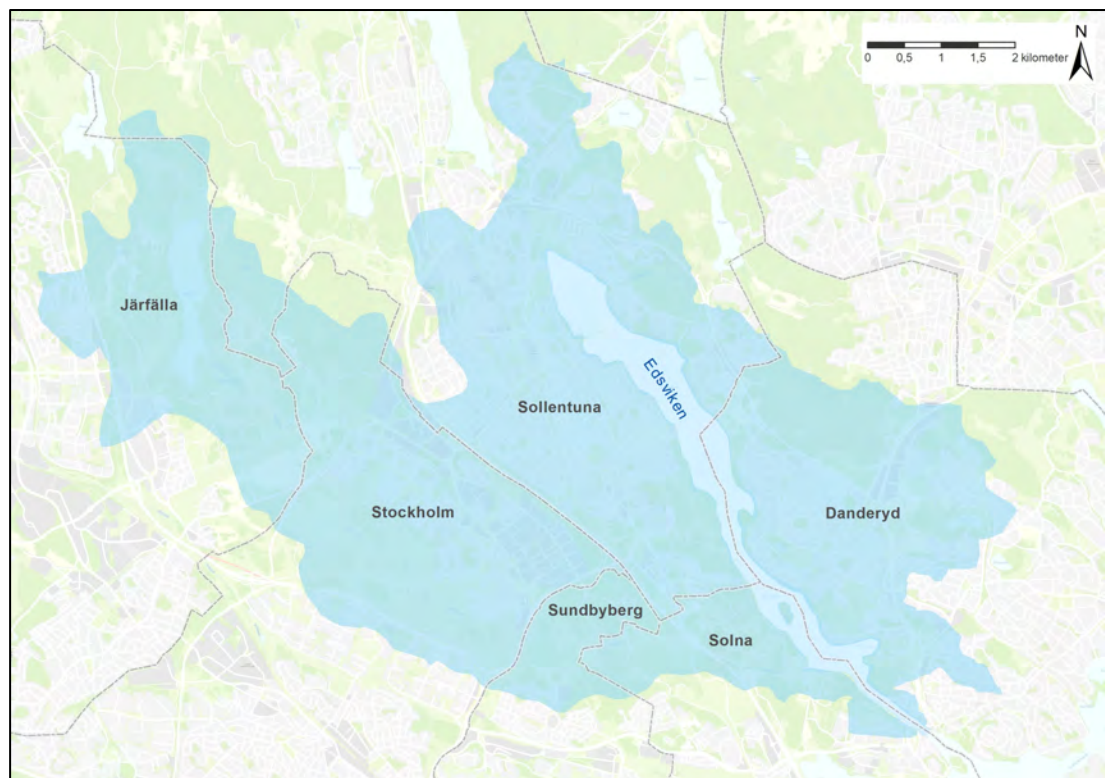 N
0 0,5 1 1,5 2 kilometer
Järfälla
Edsviken
Sollentuna
Stockholm
Danderyd
Sundbyberg
Solna